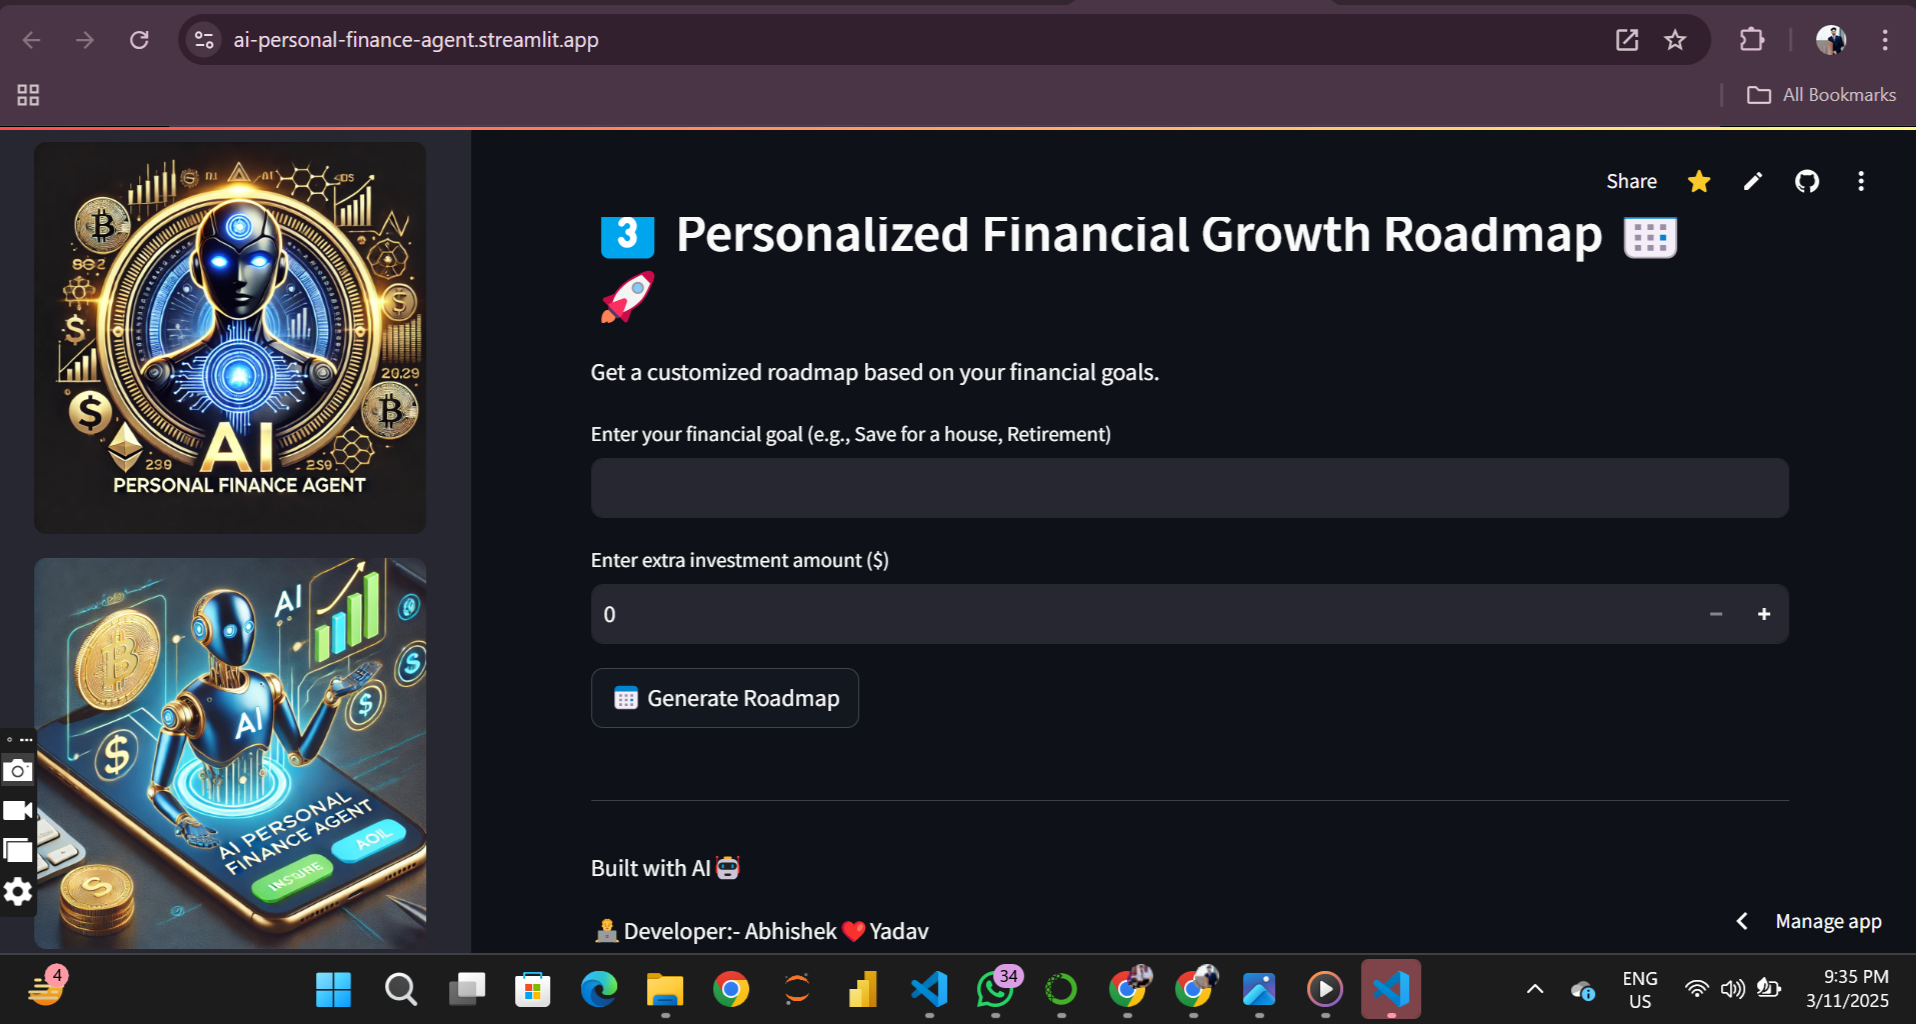 ai-personal-finance-agent.streamlit.app
All Bookmarks
Share
3 Personalized Financial Growth Roadmap
Get a customized roadmap based on your financial goals.
Enter your financial goal (e.g., Save for a house, Retirement)
Enter extra investment amount ($)
0
− +
Generate Roadmap
Built with AI
Developer:- Abhishek ❤️ Yadav
Manage app
AI
PERSONAL FINANCE AGENT
239
20.29
AI
AI
AI PERSONAL
FINANCE AGENT
4
34
ENG
US
9:35 PM
3/11/2025